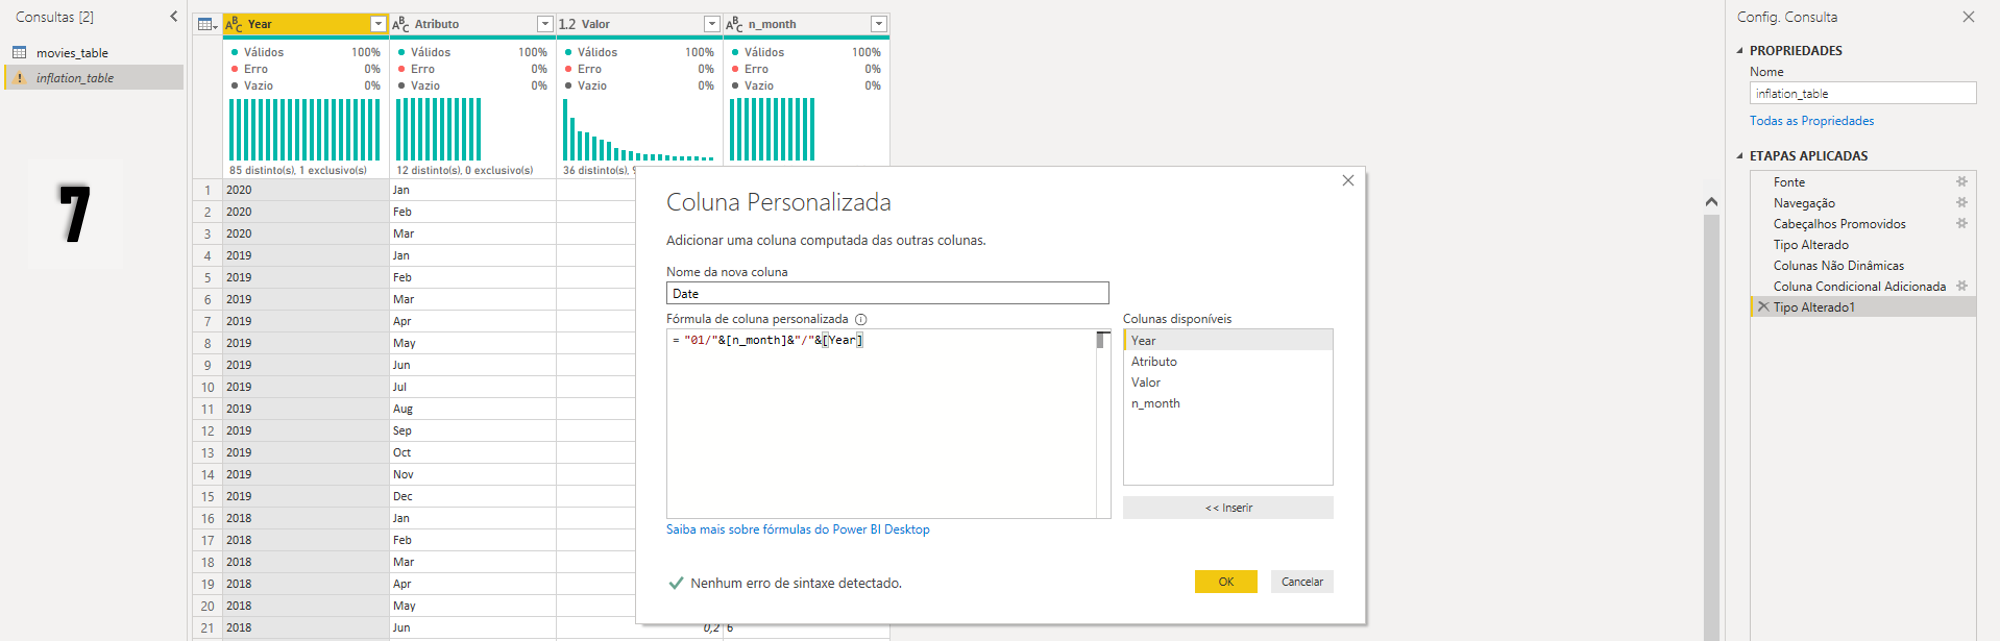 Consultas [2]
movies_table
inflation_table
7
Year
Atributo
1.2 Valor
n_month
Válidos 100%
Erro 0%
Vazio 0%
85 distinto(s), 1 exclusivo(s)
Válidos 100%
Erro 0%
Vazio 0%
12 distinto(s), 0 exclusivo(s)
Válidos 100%
Erro 0%
Vazio 0%
36 distinto(s),
Válidos 100%
Erro 0%
Vazio 0%
1 2020 Jan
2 2020 Feb
3 2020 Mar
4 2019 Jan
5 2019 Feb
6 2019 Mar
7 2019 Apr
8 2019 May
9 2019 Jun
10 2019 Jul
11 2019 Aug
12 2019 Sep
13 2019 Oct
14 2019 Nov
15 2019 Dec
16 2018 Jan
17 2018 Feb
18 2018 Mar
19 2018 Apr
20 2018 May
21 2018 Jun 0,2 6
Coluna Personalizada
Adicionar uma coluna computada das outras colunas.
Nome da nova coluna
Date
Fórmula de coluna personalizada
= "01/"&[n_month]&"/"&[Year]
Colunas disponíveis
Year
Atributo
Valor
n_month
<< Inserir
Saiba mais sobre fórmulas do Power BI Desktop
Nenhum erro de sintaxe detectado.
OK
Cancelar
Config. Consulta
PROPRIEDADES
Nome
inflation_table
Todas as Propriedades
ETAPAS APLICADAS
Fonte
Navegação
Cabeçalhos Promovidos
Tipo Alterado
Colunas Não Dinâmicas
Coluna Condicional Adicionada
Tipo Alterado1